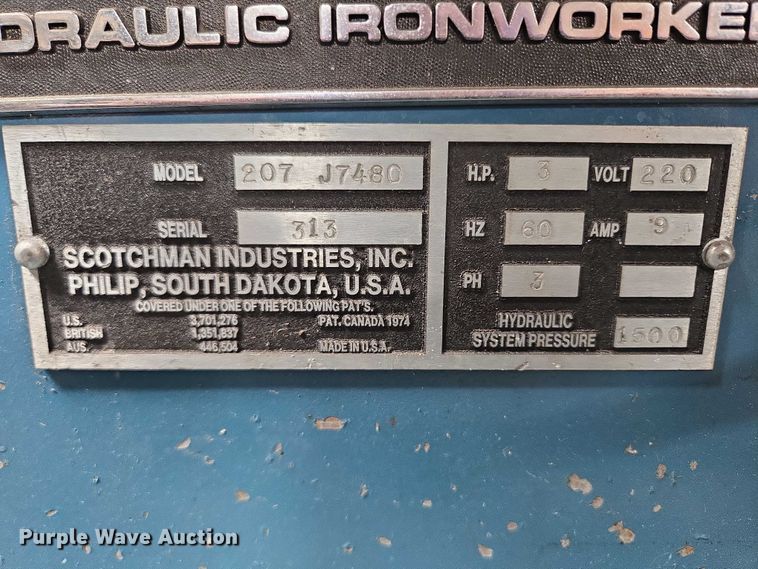 DRAULIC IRONWORKE
MODEL 207 J7480
SERIAL 313
SCOTCHMAN INDUSTRIES, INC.
PHILIP, SOUTH DAKOTA, U.S.A.
COVERED UNDER ONE OF THE FOLLOWING PAT'S.
U.S. 3,701,276 PAT. CANADA 1974
BRITISH 1,351,837
AUS. 446,504 MADE IN U.S.A.
H.P. 3 VOLT 220
HZ 60 AMP 9
PH 3
HYDRAULIC
SYSTEM PRESSURE 1500
Purple Wave Auction